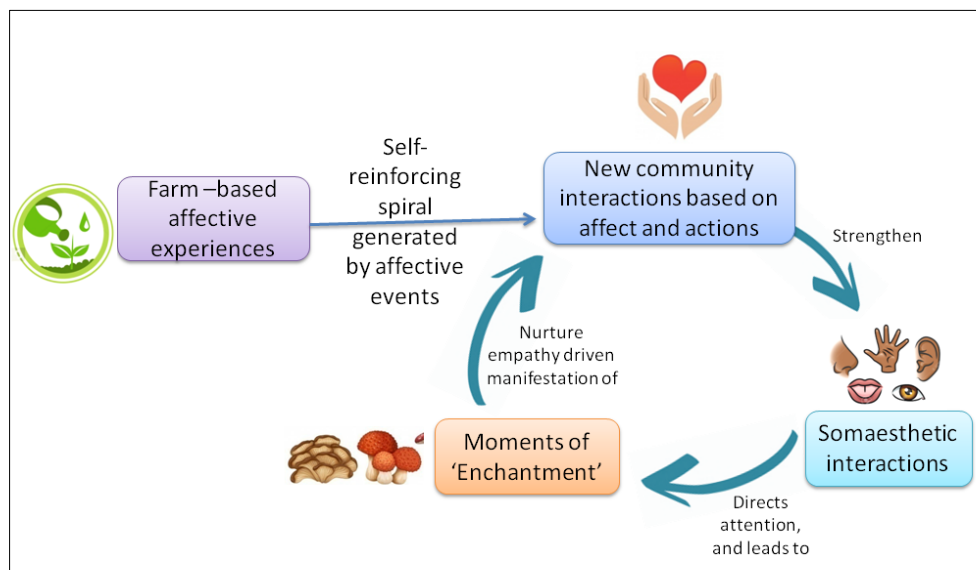 Farm –based
affective
experiences
Self-
reinforcing
spiral
generated
by affective
events
New community
interactions based on
affect and actions
Strengthen
Somaesthetic
interactions
Directs
attention,
and leads to
Moments of
‘Enchantment’
Nurture
empathy driven
manifestation of